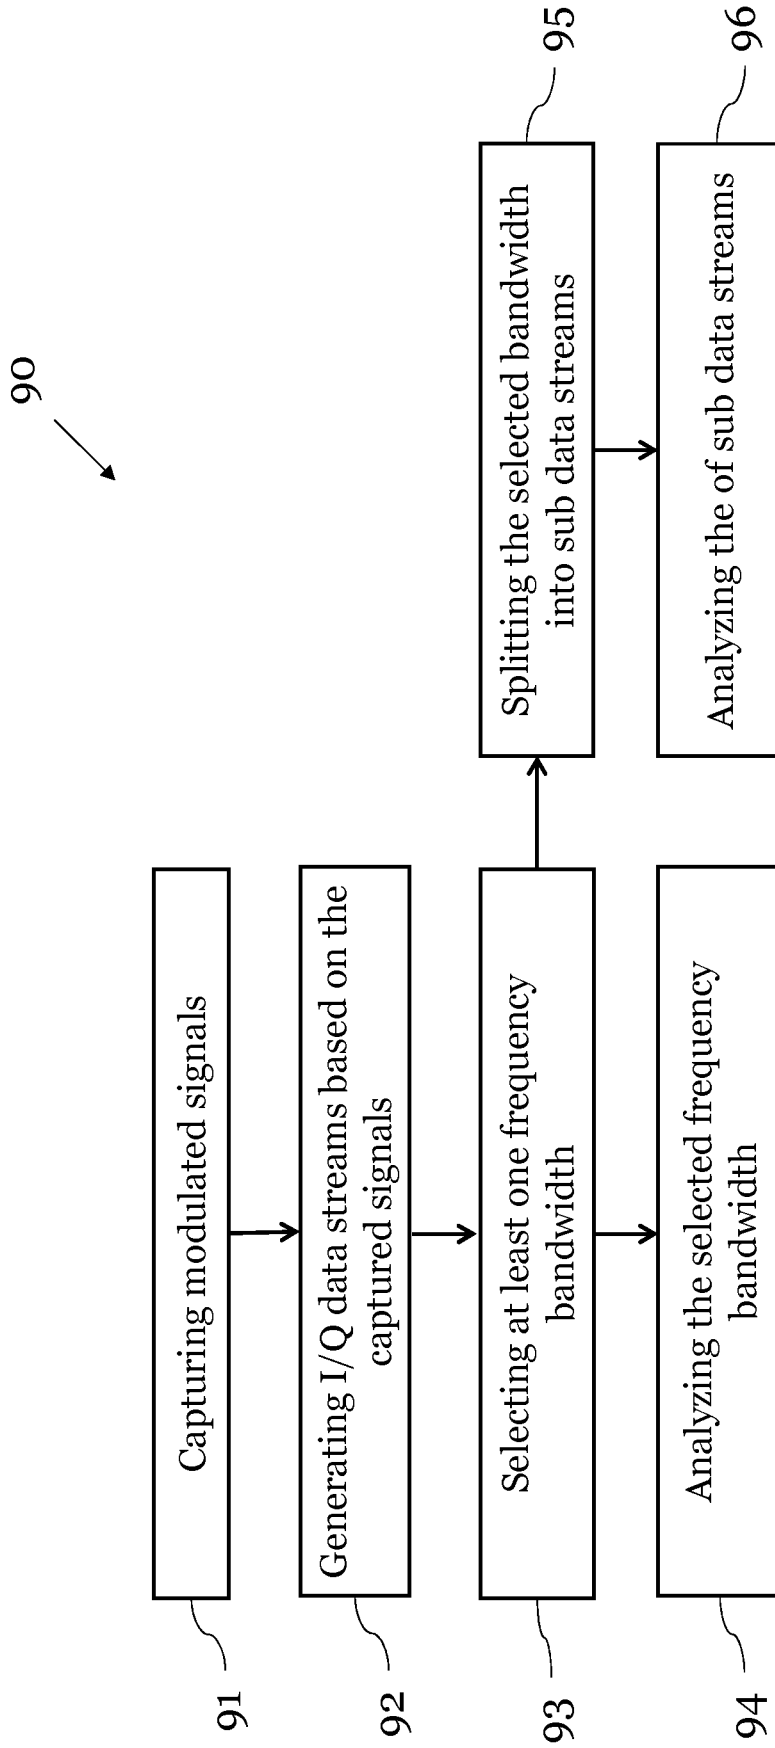 90
Capturing modulated signals
91
Generating I/Q data streams based on the
captured signals
92
Selecting at least one frequency
bandwidth
93
Splitting the selected bandwidth
into sub data streams
95
Analyzing the selected frequency
bandwidth
94
Analyzing the of sub data streams
96